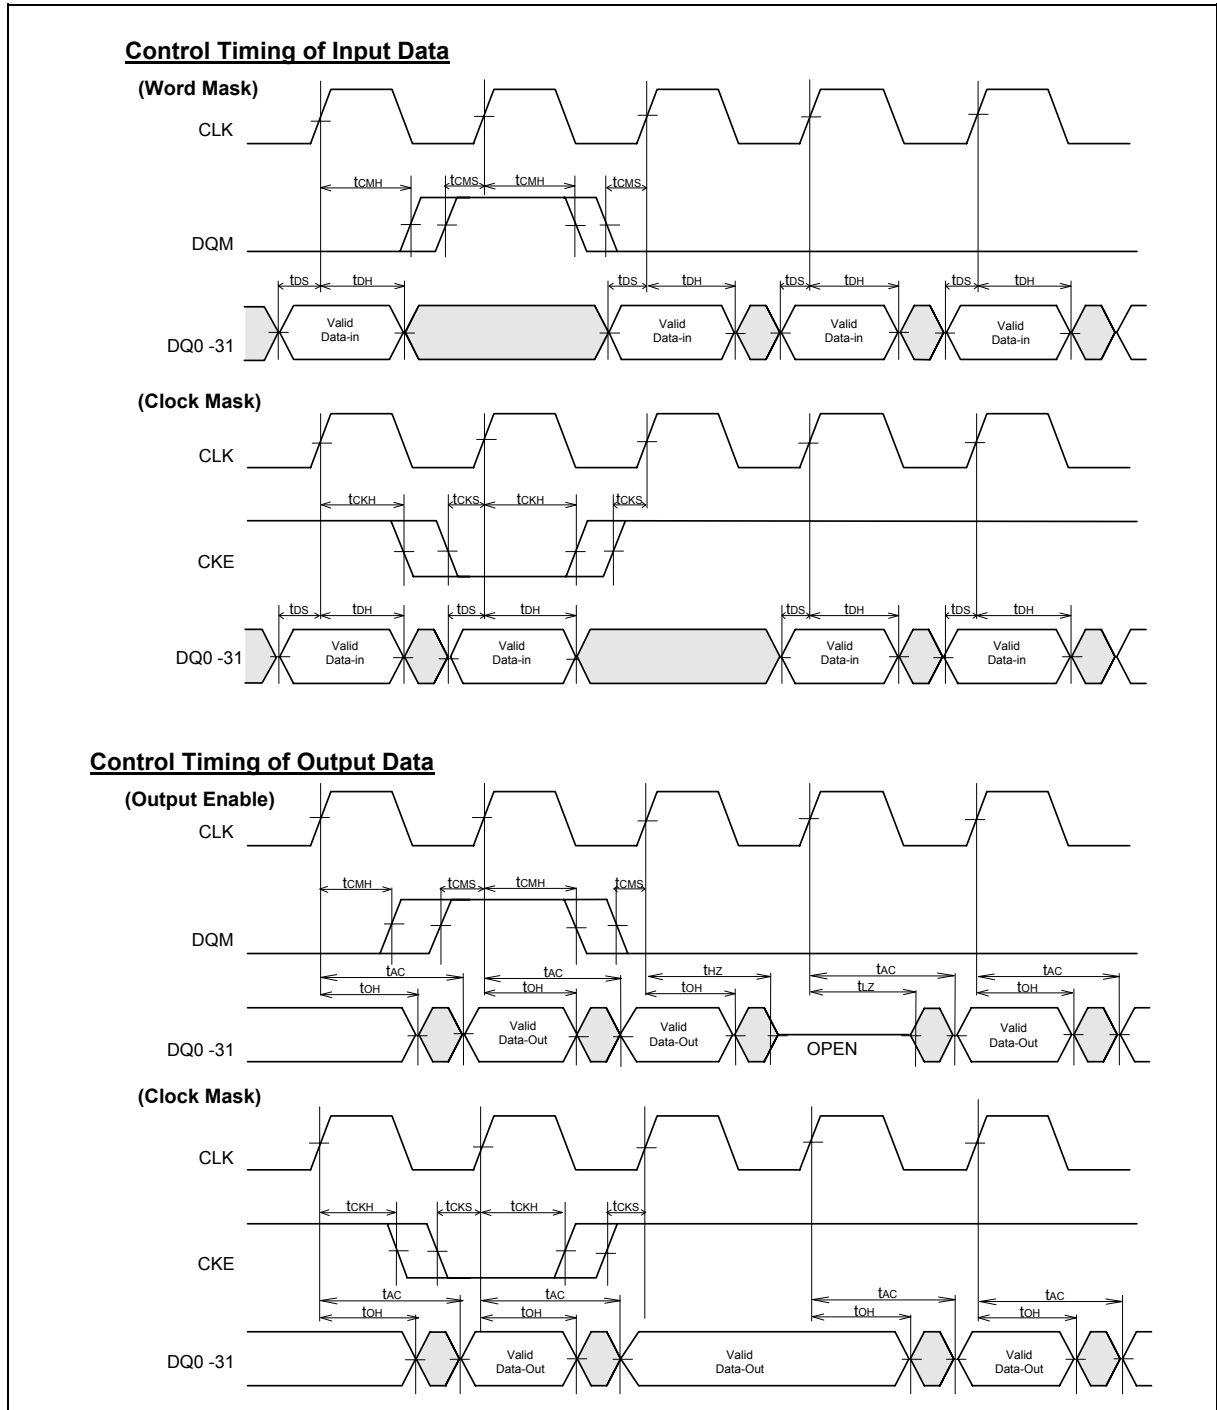 Control Timing of Input Data
(Word Mask)
CLK
tCMH tCMS tCMH tCMS
DQM
tDS tDH tDS tDH tDS tDH tDS tDH
DQ0 -31
Valid Data-in
Valid Data-in
Valid Data-in
Valid Data-in
(Clock Mask)
CLK
tCKH tCKS tCKH tCKS
CKE
tDS tDH tDS tDH tDS tDH tDS tDH
DQ0 -31
Valid Data-in
Valid Data-in
Valid Data-in
Valid Data-in
Control Timing of Output Data
(Output Enable)
CLK
tCMH tCMS tCMH tCMS
DQM
tAC tAC tHZ tAC tAC
tOH tOH tOH tLZ tOH
DQ0 -31
Valid Data-Out
Valid Data-Out
OPEN
Valid Data-Out
(Clock Mask)
CLK
tCKH tCKS tCKH tCKS
CKE
tAC tAC tAC tAC
tOH tOH tOH tOH
DQ0 -31
Valid Data-Out
Valid Data-Out
Valid Data-Out